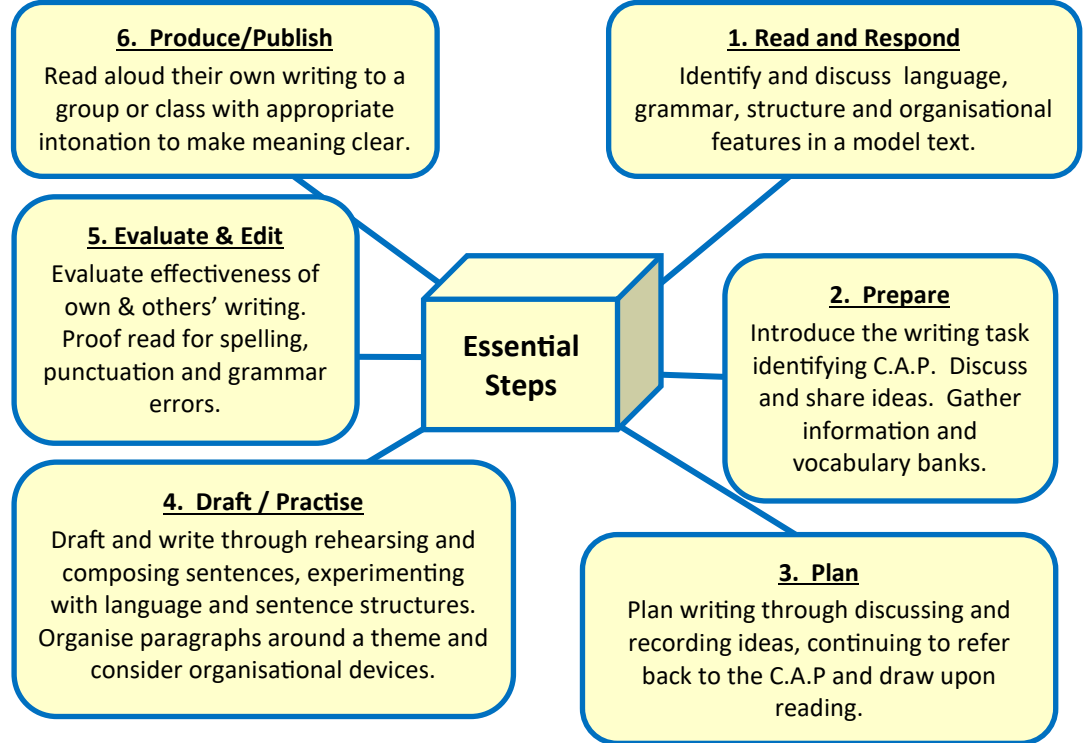 6. Produce/Publish
Read aloud their own writing to a
group or class with appropriate
intonation to make meaning clear.
1. Read and Respond
Identify and discuss language,
grammar, structure and organisational
features in a model text.
5. Evaluate & Edit
Evaluate effectiveness of
own & others’ writing.
Proof read for spelling,
punctuation and grammar
errors.
Essential
Steps
2. Prepare
Introduce the writing task
identifying C.A.P. Discuss
and share ideas. Gather
information and
vocabulary banks.
4. Draft / Practise
Draft and write through rehearsing and
composing sentences, experimenting
with language and sentence structures.
Organise paragraphs around a theme and
consider organisational devices.
3. Plan
Plan writing through discussing and
recording ideas, continuing to refer
back to the C.A.P and draw upon
reading.